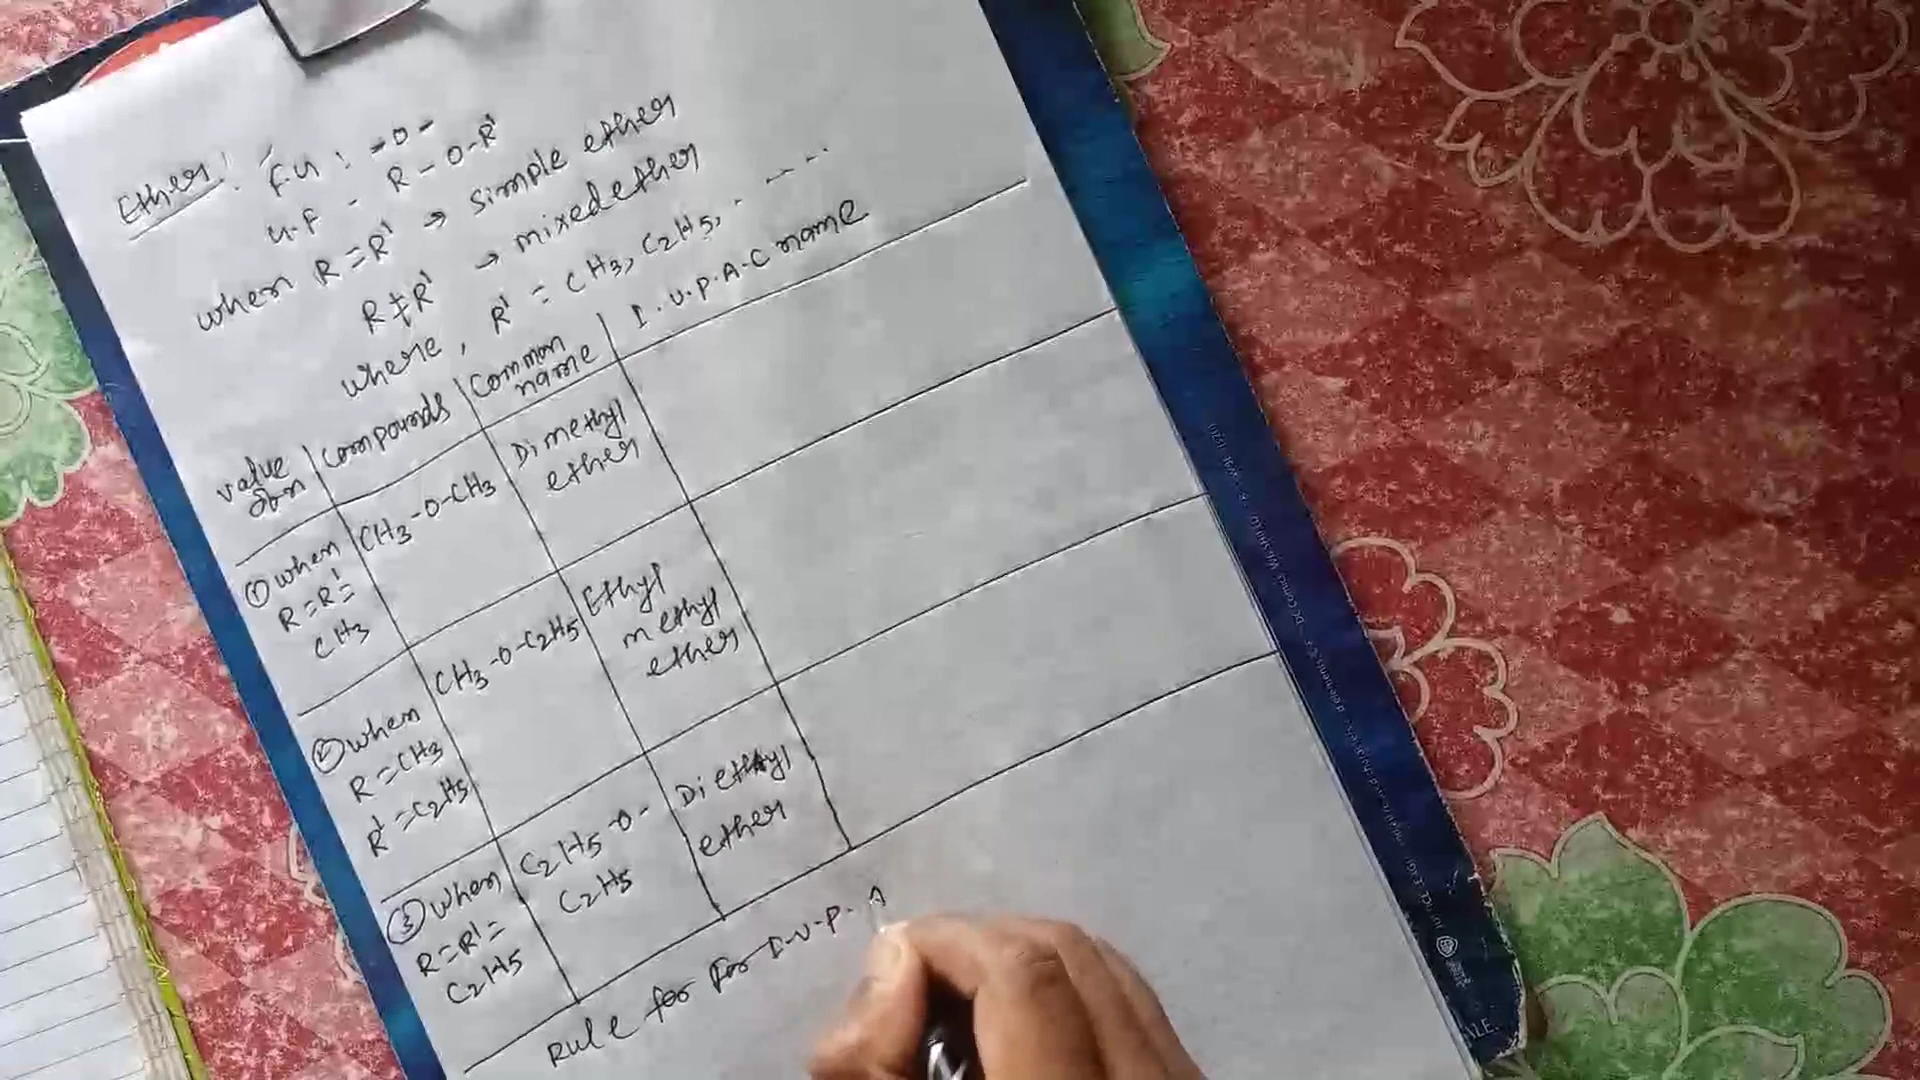 Ether: F.G : -O-
G.F - R-O-R'
when R=R' → simple ether
R≠R' → mixed ether
where, R' = CH3, C2H5, . . . . .
value of n | compounds | common name | I.U.P.A.C name
① when R=R'= CH3 | CH3-O-CH3 | Dimethyl ether
② when R=CH3 R'=C2H5 | CH3-O-C2H5 | Ethyl methyl ether
③ when R=R'= C2H5 | C2H5-O-C2H5 | Diethyl ether
Rule for For I.U.P. A